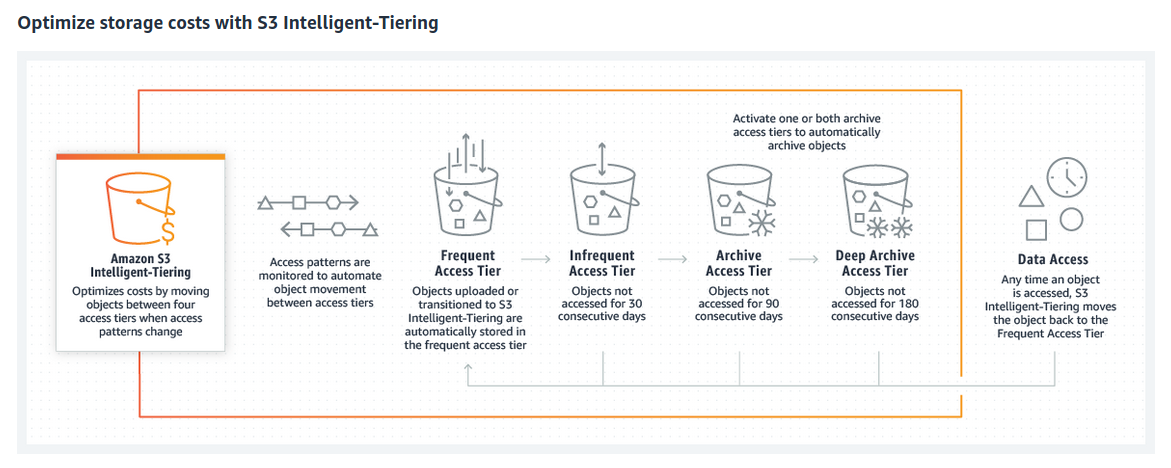 Optimize storage costs with S3 Intelligent-Tiering
Activate one or both archive
access tiers to automatically
archive objects
$
Amazon S3
Intelligent-Tiering
Optimizes costs by moving
objects between four
access tiers when access
patterns change
Access patterns are
monitored to automate
object movement
between access tiers
Frequent
Access Tier
Objects uploaded or
transitioned to S3
Intelligent-Tiering are
automatically stored in
the frequent access tier
Infrequent
Access Tier
Objects not
accessed for 30
consecutive days
Archive
Access Tier
Objects not
accessed for 90
consecutive days
Deep Archive
Access Tier
Objects not
accessed for 180
consecutive days
Data Access
Any time an object
is accessed, S3
Intelligent-Tiering moves
the object back to the
Frequent Access Tier